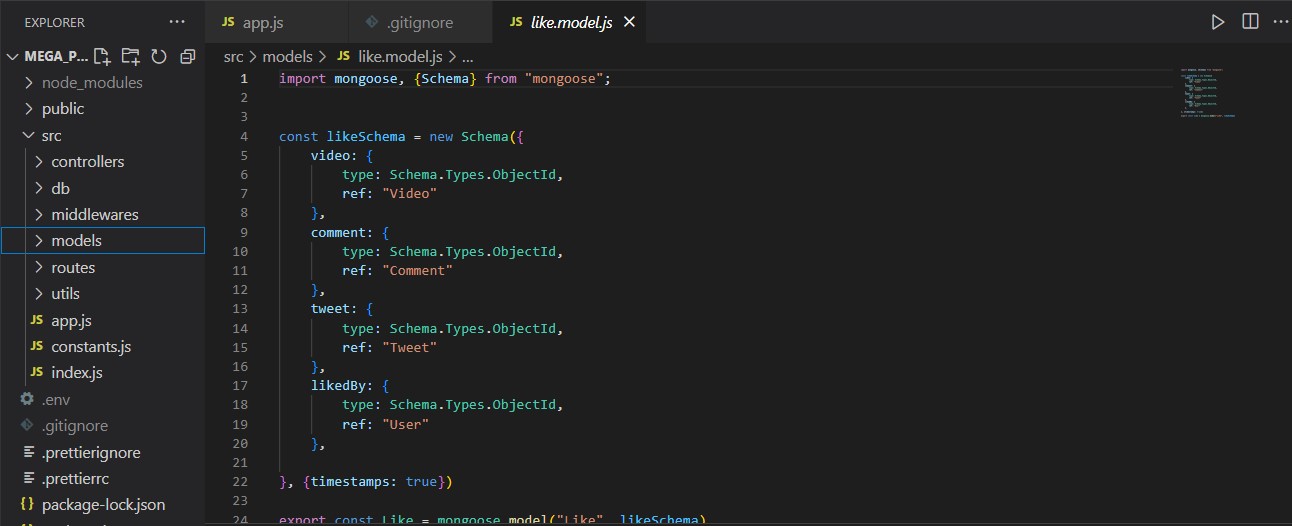 EXPLORER
MEGA_P...
node_modules
public
src
controllers
db
middlewares
models
routes
utils
JS app.js
JS constants.js
JS index.js
.env
.gitignore
.prettierignore
.prettierrc
{} package-lock.json
JS app.js
.gitignore
JS like.model.js
src > models > JS like.model.js > ...
1 import mongoose, {Schema} from "mongoose";
2
3
4 const likeSchema = new Schema({
5 video: {
6 type: Schema.Types.ObjectId,
7 ref: "Video"
8 },
9 comment: {
10 type: Schema.Types.ObjectId,
11 ref: "Comment"
12 },
13 tweet: {
14 type: Schema.Types.ObjectId,
15 ref: "Tweet"
16 },
17 likedBy: {
18 type: Schema.Types.ObjectId,
19 ref: "User"
20 },
21
22 }, {timestamps: true})
23
24 export const Like = mongoose.model("Like", likeSchema)